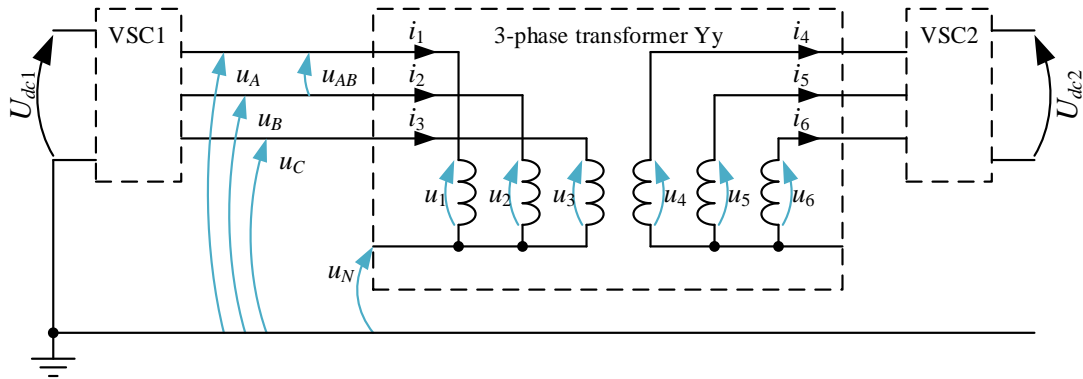 VSC1
3-phase transformer Yy
VSC2
i1
i2
i3
i4
i5
i6
Udc1
Udc2
uA
uAB
uB
uC
u1
u2
u3
u4
u5
u6
uN